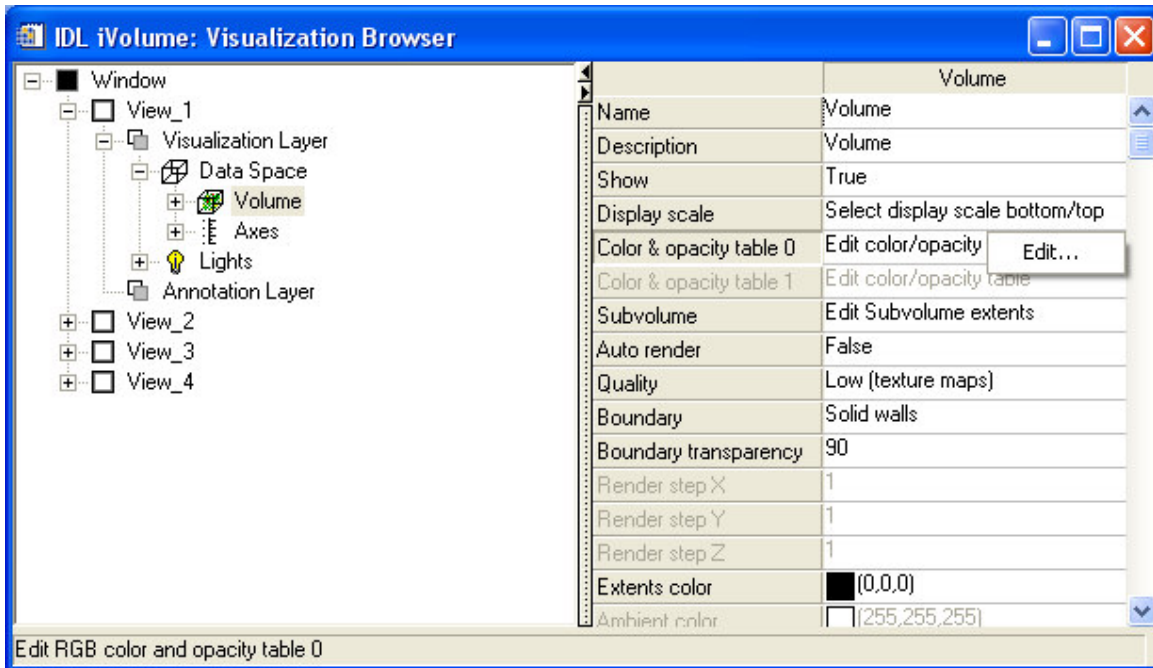 IDL iVolume: Visualization Browser
Window
View_1
Visualization Layer
Data Space
Volume
Axes
Lights
Annotation Layer
View_2
View_3
View_4
Volume
Name Volume
Description Volume
Show True
Display scale Select display scale bottom/top
Color & opacity table 0 Edit color/opacity
Edit...
Color & opacity table 1 Edit color/opacity table
Subvolume Edit Subvolume extents
Auto render False
Quality Low (texture maps)
Boundary Solid walls
Boundary transparency 90
Render step X 1
Render step Y 1
Render step Z 1
Extents color (0,0,0)
Ambient color (255,255,255)
Edit RGB color and opacity table 0